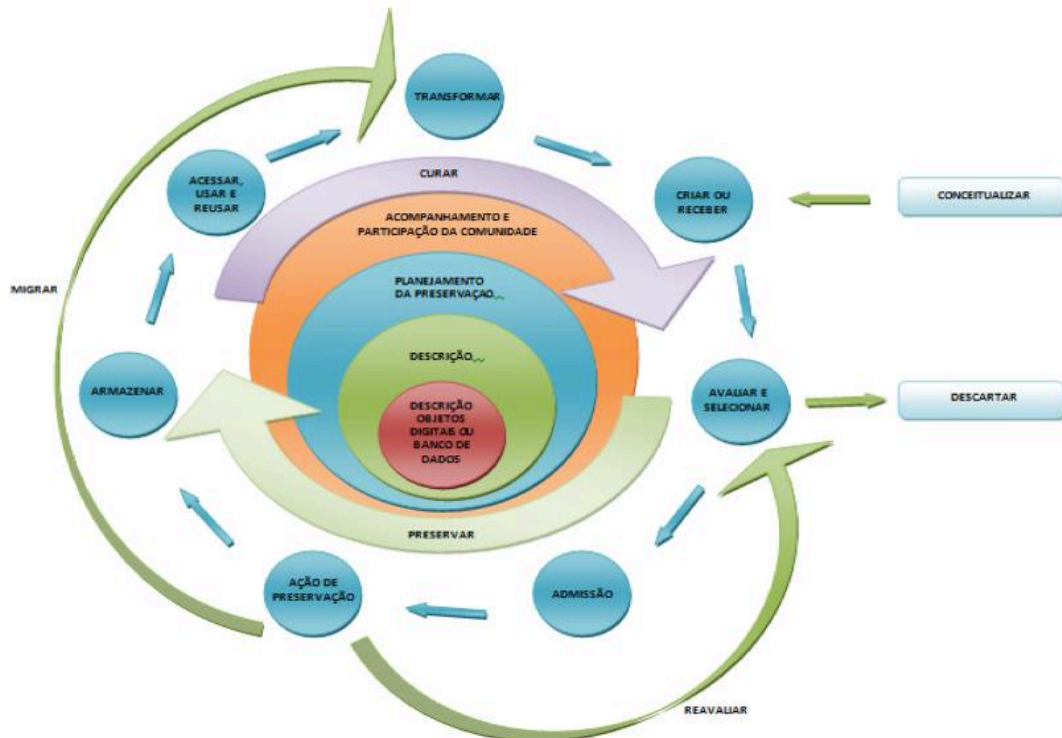 TRANSFORMAR
ACESSAR,
USAR E
REUSAR
CURAR
CRIAR OU
RECEBER
CONCEITUALIZAR
ACOMPANHAMENTO E
PARTICIPAÇÃO DA COMUNIDADE
MIGRAR
PLANEJAMENTO
DA PRESERVAÇAO
DESCRIÇÃO
ARMAZENAR
AVALIAR E
SELECIONAR
DESCARTAR
DESCRIÇÃO
OBJETOS
DIGITAIS OU
BANCO DE
DADOS
PRESERVAR
AÇÃO DE
PRESERVAÇÃO
ADMISSÃO
REAVALIAR